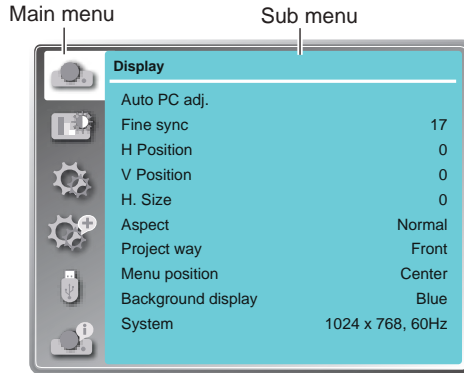 Main menu
Sub menu
Display
Auto PC adj.
Fine sync 17
H Position 0
V Position 0
H. Size 0
Aspect Normal
Project way Front
Menu position Center
Background display Blue
System 1024 x 768, 60Hz